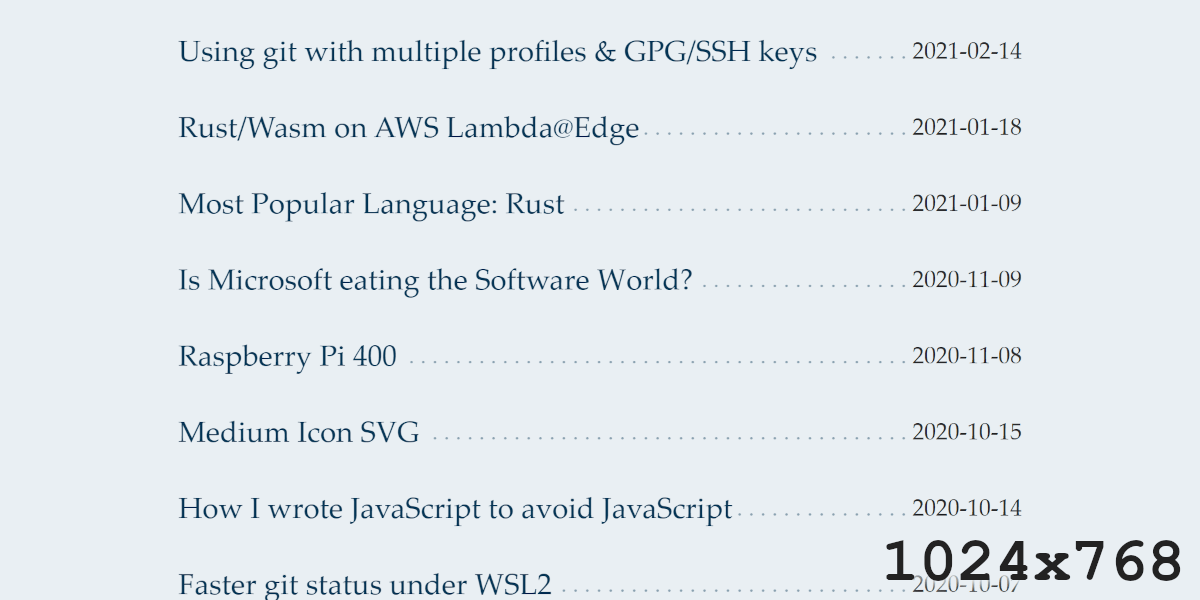 Using git with multiple profiles & GPG/SSH keys ....... 2021-02-14
Rust/Wasm on AWS Lambda@Edge ....................... 2021-01-18
Most Popular Language: Rust ............................. 2021-01-09
Is Microsoft eating the Software World? .................. 2020-11-09
Raspberry Pi 400 ........................................... 2020-11-08
Medium Icon SVG ......................................... 2020-10-15
How I wrote JavaScript to avoid JavaScript ............... 2020-10-14
Faster git status under WSL2 .............................. 2020-10-07
1024x768